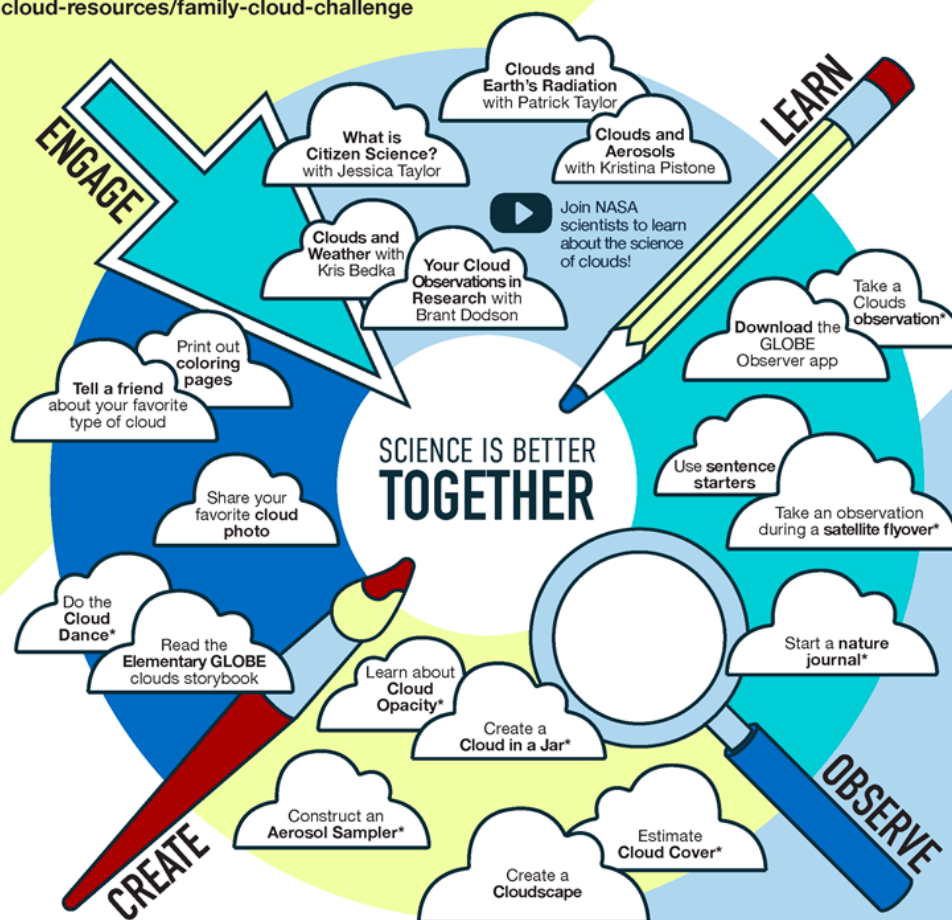 cloud-resources/family-cloud-challenge
ENGAGE
LEARN
Clouds and
Earth's Radiation
with Patrick Taylor
What is
Citizen Science?
with Jessica Taylor
Clouds and
Aerosols
with Kristina Pistone
Join NASA
scientists to learn
about the science
of clouds!
Clouds and
Weather with
Kris Bedka
Your Cloud
Observations in
Research with
Brant Dodson
Take a
Clouds
observation*
Download the
GLOBE
Observer app
Print out
coloring
pages
Tell a friend
about your favorite
type of cloud
SCIENCE IS BETTER
TOGETHER
Use sentence
starters
Share your
favorite cloud
photo
Take an observation
during a satellite flyover*
Do the
Cloud
Dance*
Read the
Elementary GLOBE
clouds storybook
Start a nature
journal*
Learn about
Cloud
Opacity*
Create a
Cloud in a Jar*
Construct an
Aerosol Sampler*
Estimate
Cloud Cover*
Create a
Cloudscape
CREATE
OBSERVE